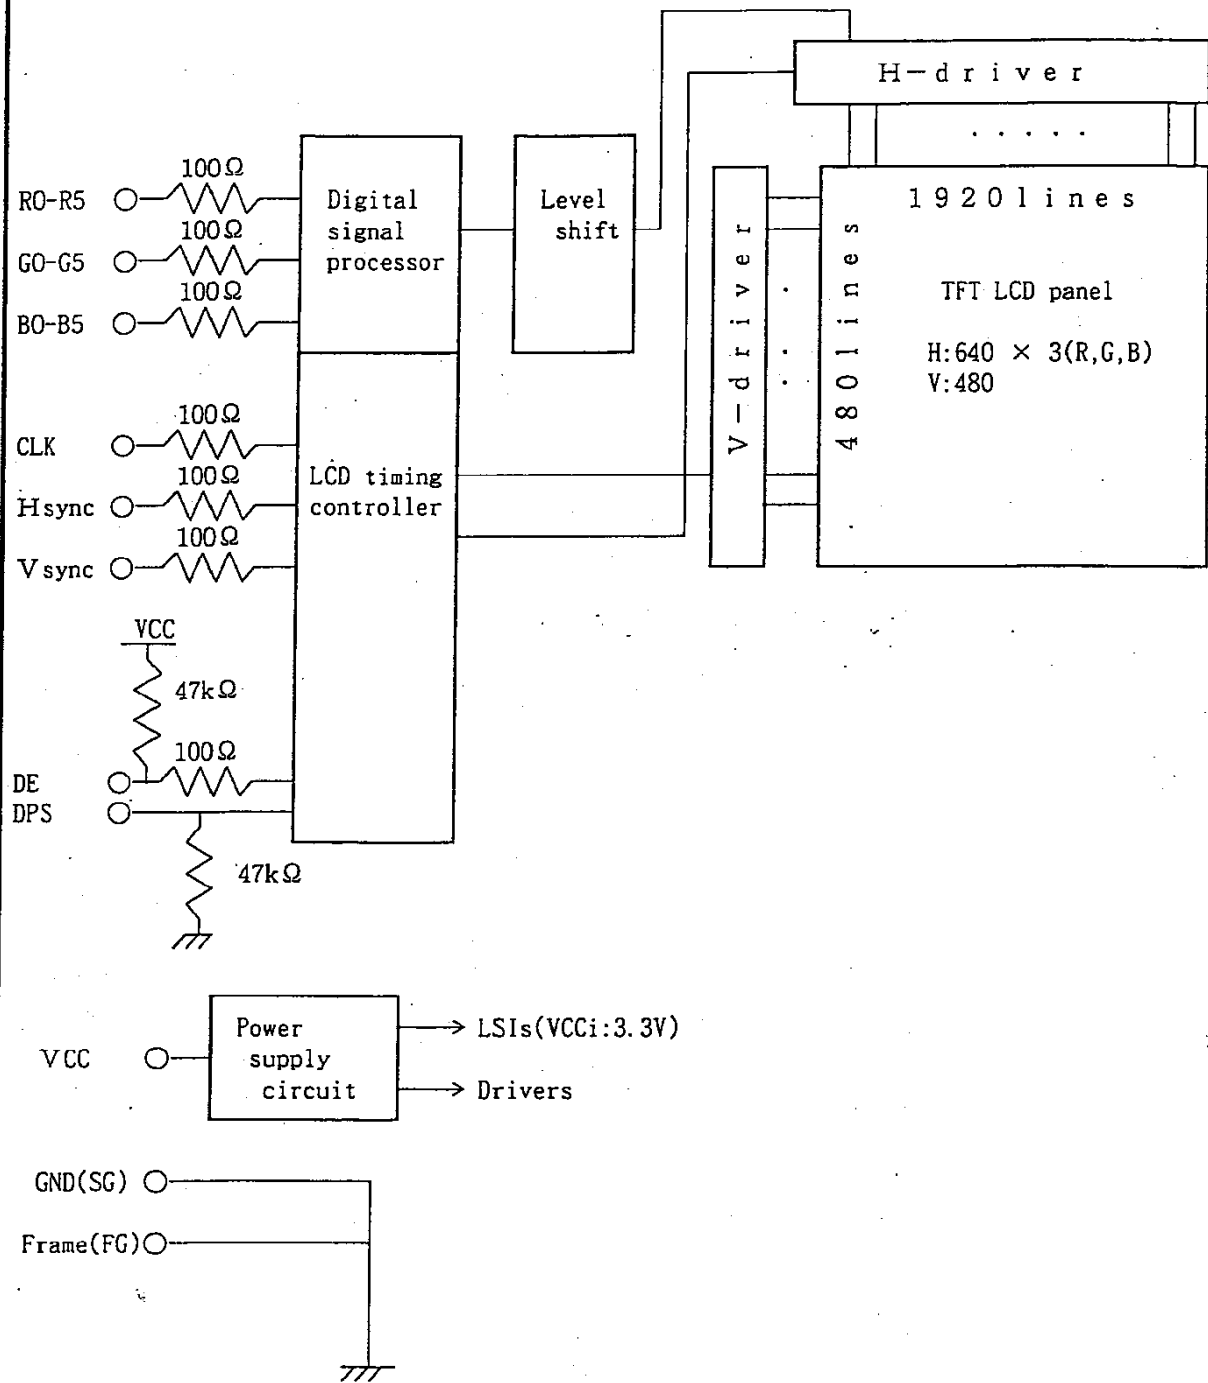 H-driver
100Ω
R0-R5
Digital
signal
processor
Level
shift
1920lines
100Ω
G0-G5
100Ω
B0-B5
V-driver
480lines
TFT LCD panel
H:640 × 3(R,G,B)
V:480
100Ω
CLK
100Ω
Hsync
LCD timing
controller
100Ω
Vsync
VCC
47kΩ
100Ω
DE
DPS
47kΩ
VCC
Power
supply
circuit
LSIs(VCCi:3.3V)
Drivers
GND(SG)
Frame(FG)